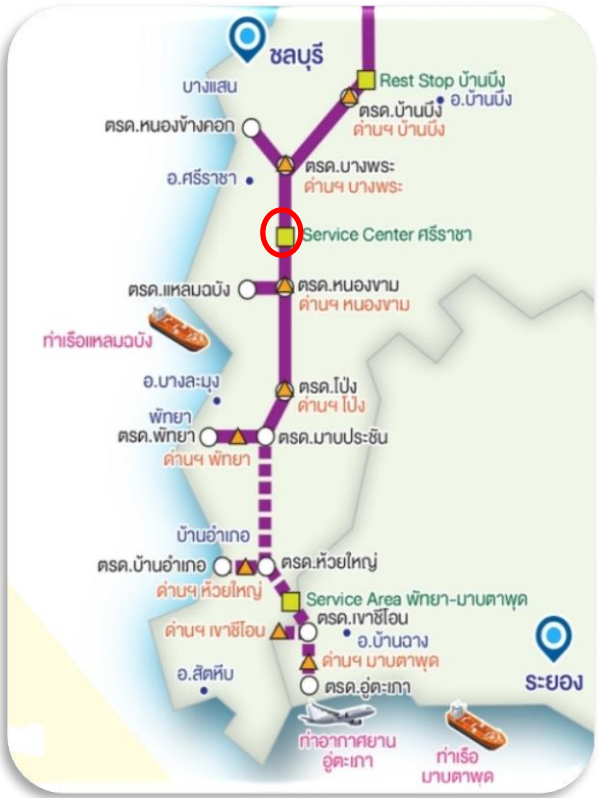 ชลบุรี
Rest Stop บ้านบึง
บางแสน
ตรด.บ้านบึง
อ.บ้านบึง
ด่านฯ บ้านบึง
ตรด.หนองข้างคอก
ตรด.บางพระ
ด่านฯ บางพระ
อ.ศรีราชา
Service Center ศรีราชา
ตรด.แหลมฉบัง
ตรด.หนองขาม
ด่านฯ หนองขาม
ท่าเรือแหลมฉบัง
อ.บางละมุง
ตรด.โป่ง
ด่านฯ โป่ง
พัทยา
ตรด.พัทยา
ตรด.มาบประชัน
ด่านฯ พัทยา
บ้านอำเภอ
ตรด.บ้านอำเภอ
ตรด.ห้วยใหญ่
ด่านฯ ห้วยใหญ่
Service Area พัทยา-มาบตาพุด
ตรด.เขาชีโอน
ด่านฯ เขาชีโอน
อ.บ้านฉาง
ด่านฯ มาบตาพุด
อ.สัตหีบ
ตรด.อู่ตะเภา
ระยอง
ท่าอากาศยาน
อู่ตะเภา
ท่าเรือ
มาบตาพุด